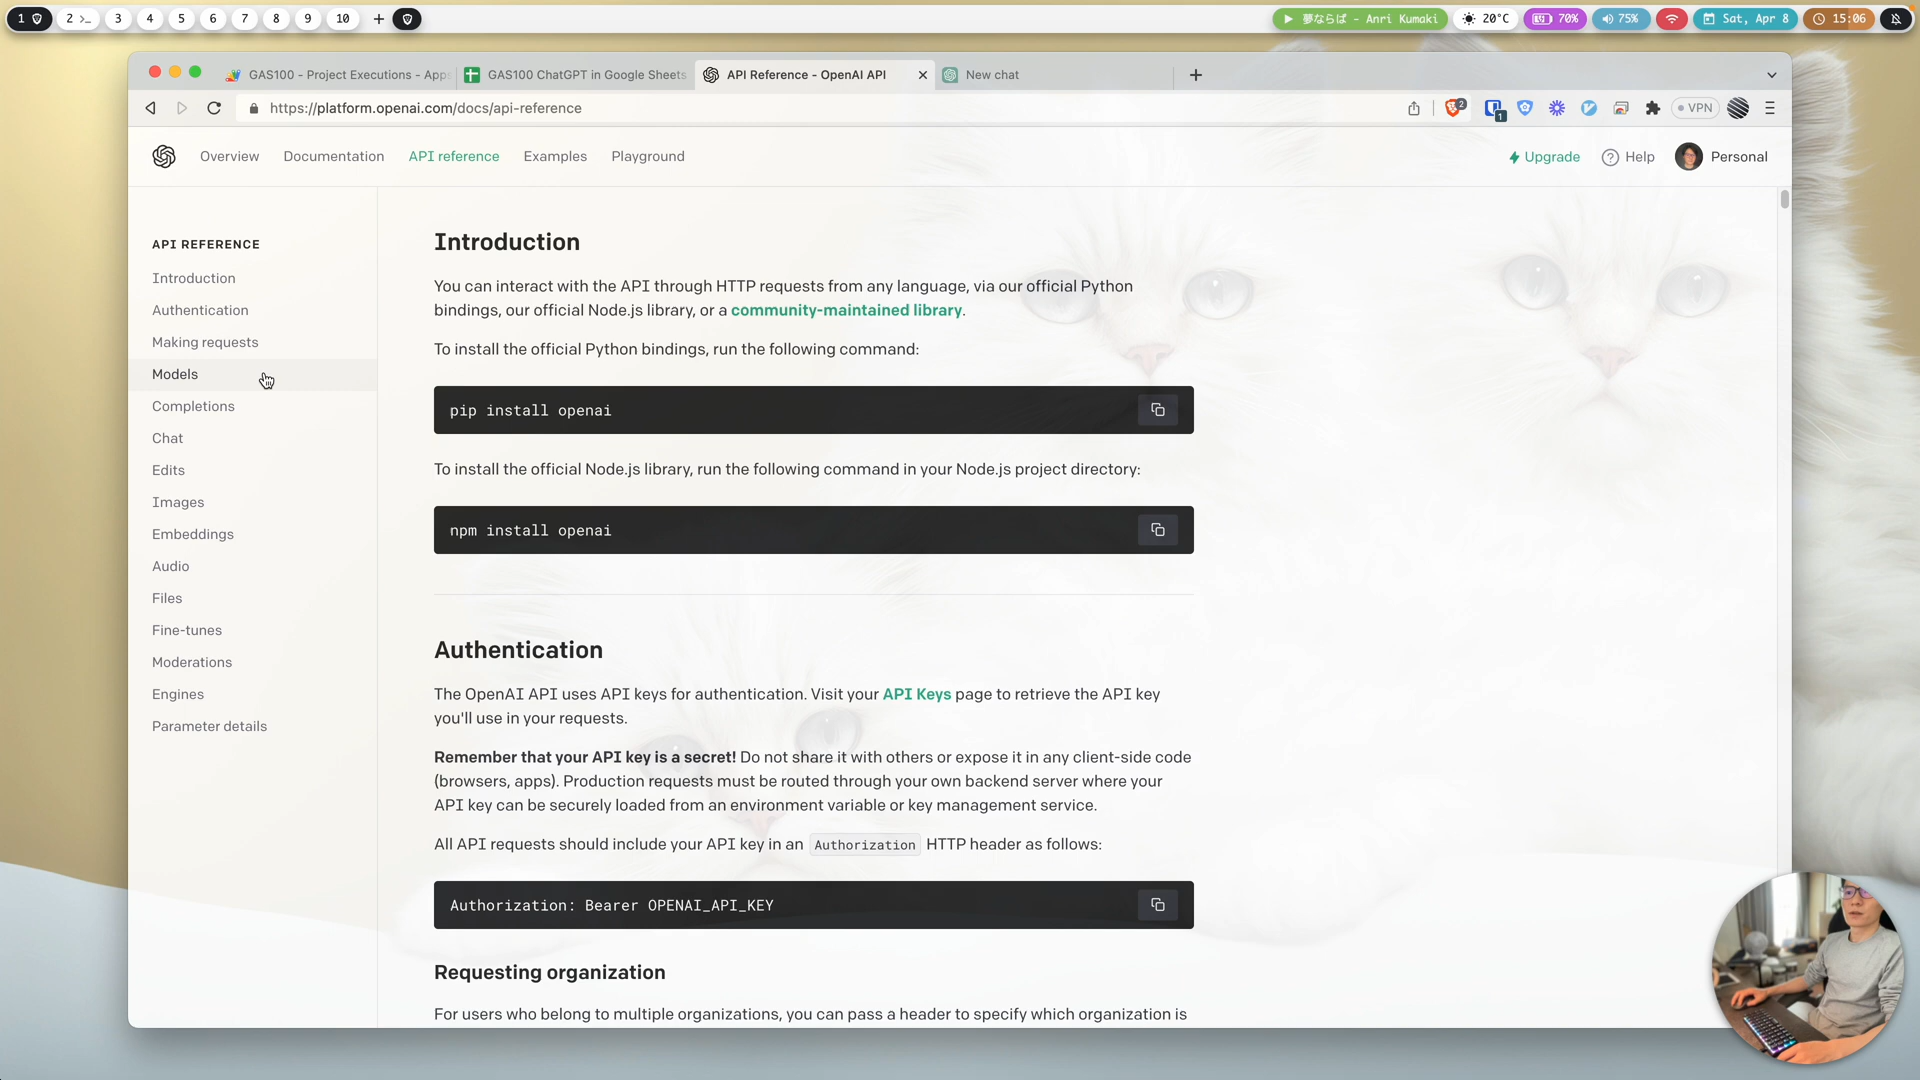 1
2 >_
3
4
5
6
7
8
9
10
+
夢ならば - Anri Kumaki
20°C
70%
75%
Sat, Apr 8
15:06
GAS100 - Project Executions - Apps
GAS100 ChatGPT in Google Sheets
API Reference - OpenAI API
New chat
https://platform.openai.com/docs/api-reference
2
1
VPN
Overview
Documentation
API reference
Examples
Playground
Upgrade
Help
Personal
API REFERENCE
Introduction
Authentication
Making requests
Models
Completions
Chat
Edits
Images
Embeddings
Audio
Files
Fine-tunes
Moderations
Engines
Parameter details
Introduction
You can interact with the API through HTTP requests from any language, via our official Python
bindings, our official Node.js library, or a community-maintained library.
To install the official Python bindings, run the following command:
pip install openai
To install the official Node.js library, run the following command in your Node.js project directory:
npm install openai
Authentication
The OpenAI API uses API keys for authentication. Visit your API Keys page to retrieve the API key
you'll use in your requests.
Remember that your API key is a secret! Do not share it with others or expose it in any client-side code
(browsers, apps). Production requests must be routed through your own backend server where your
API key can be securely loaded from an environment variable or key management service.
All API requests should include your API key in an Authorization HTTP header as follows:
Authorization: Bearer OPENAI_API_KEY
Requesting organization
For users who belong to multiple organizations, you can pass a header to specify which organization is